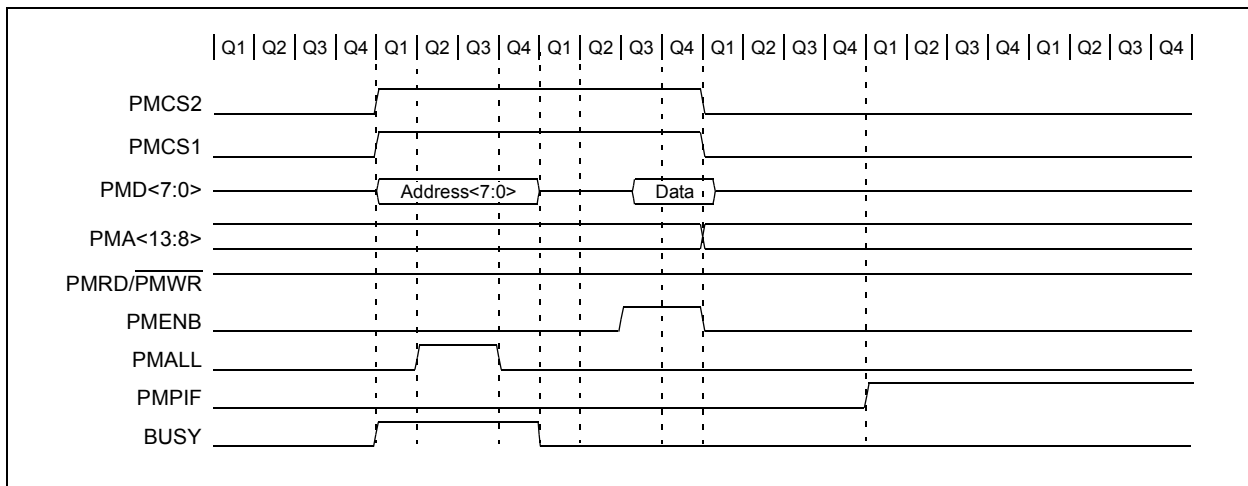 Q1 Q2 Q3 Q4 Q1 Q2 Q3 Q4 Q1 Q2 Q3 Q4 Q1 Q2 Q3 Q4 Q1 Q2 Q3 Q4 Q1 Q2 Q3 Q4
PMCS2
PMCS1
PMD<7:0> Address<7:0> Data
PMA<13:8>
PMRD/PMWR
PMENB
PMALL
PMPIF
BUSY